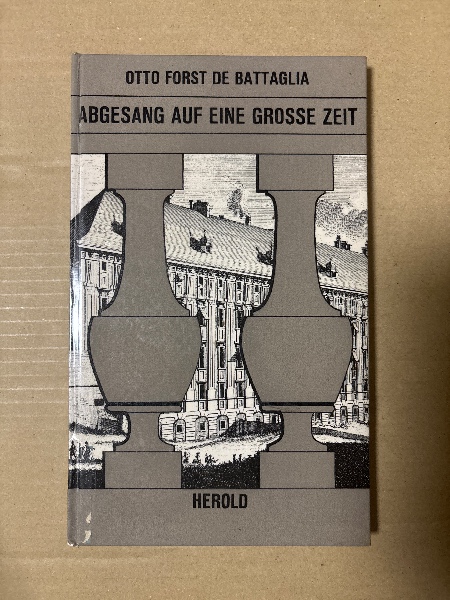 OTTO FORST DE BATTAGLIA
ABGESANG AUF EINE GROSSE ZEIT
HEROLD